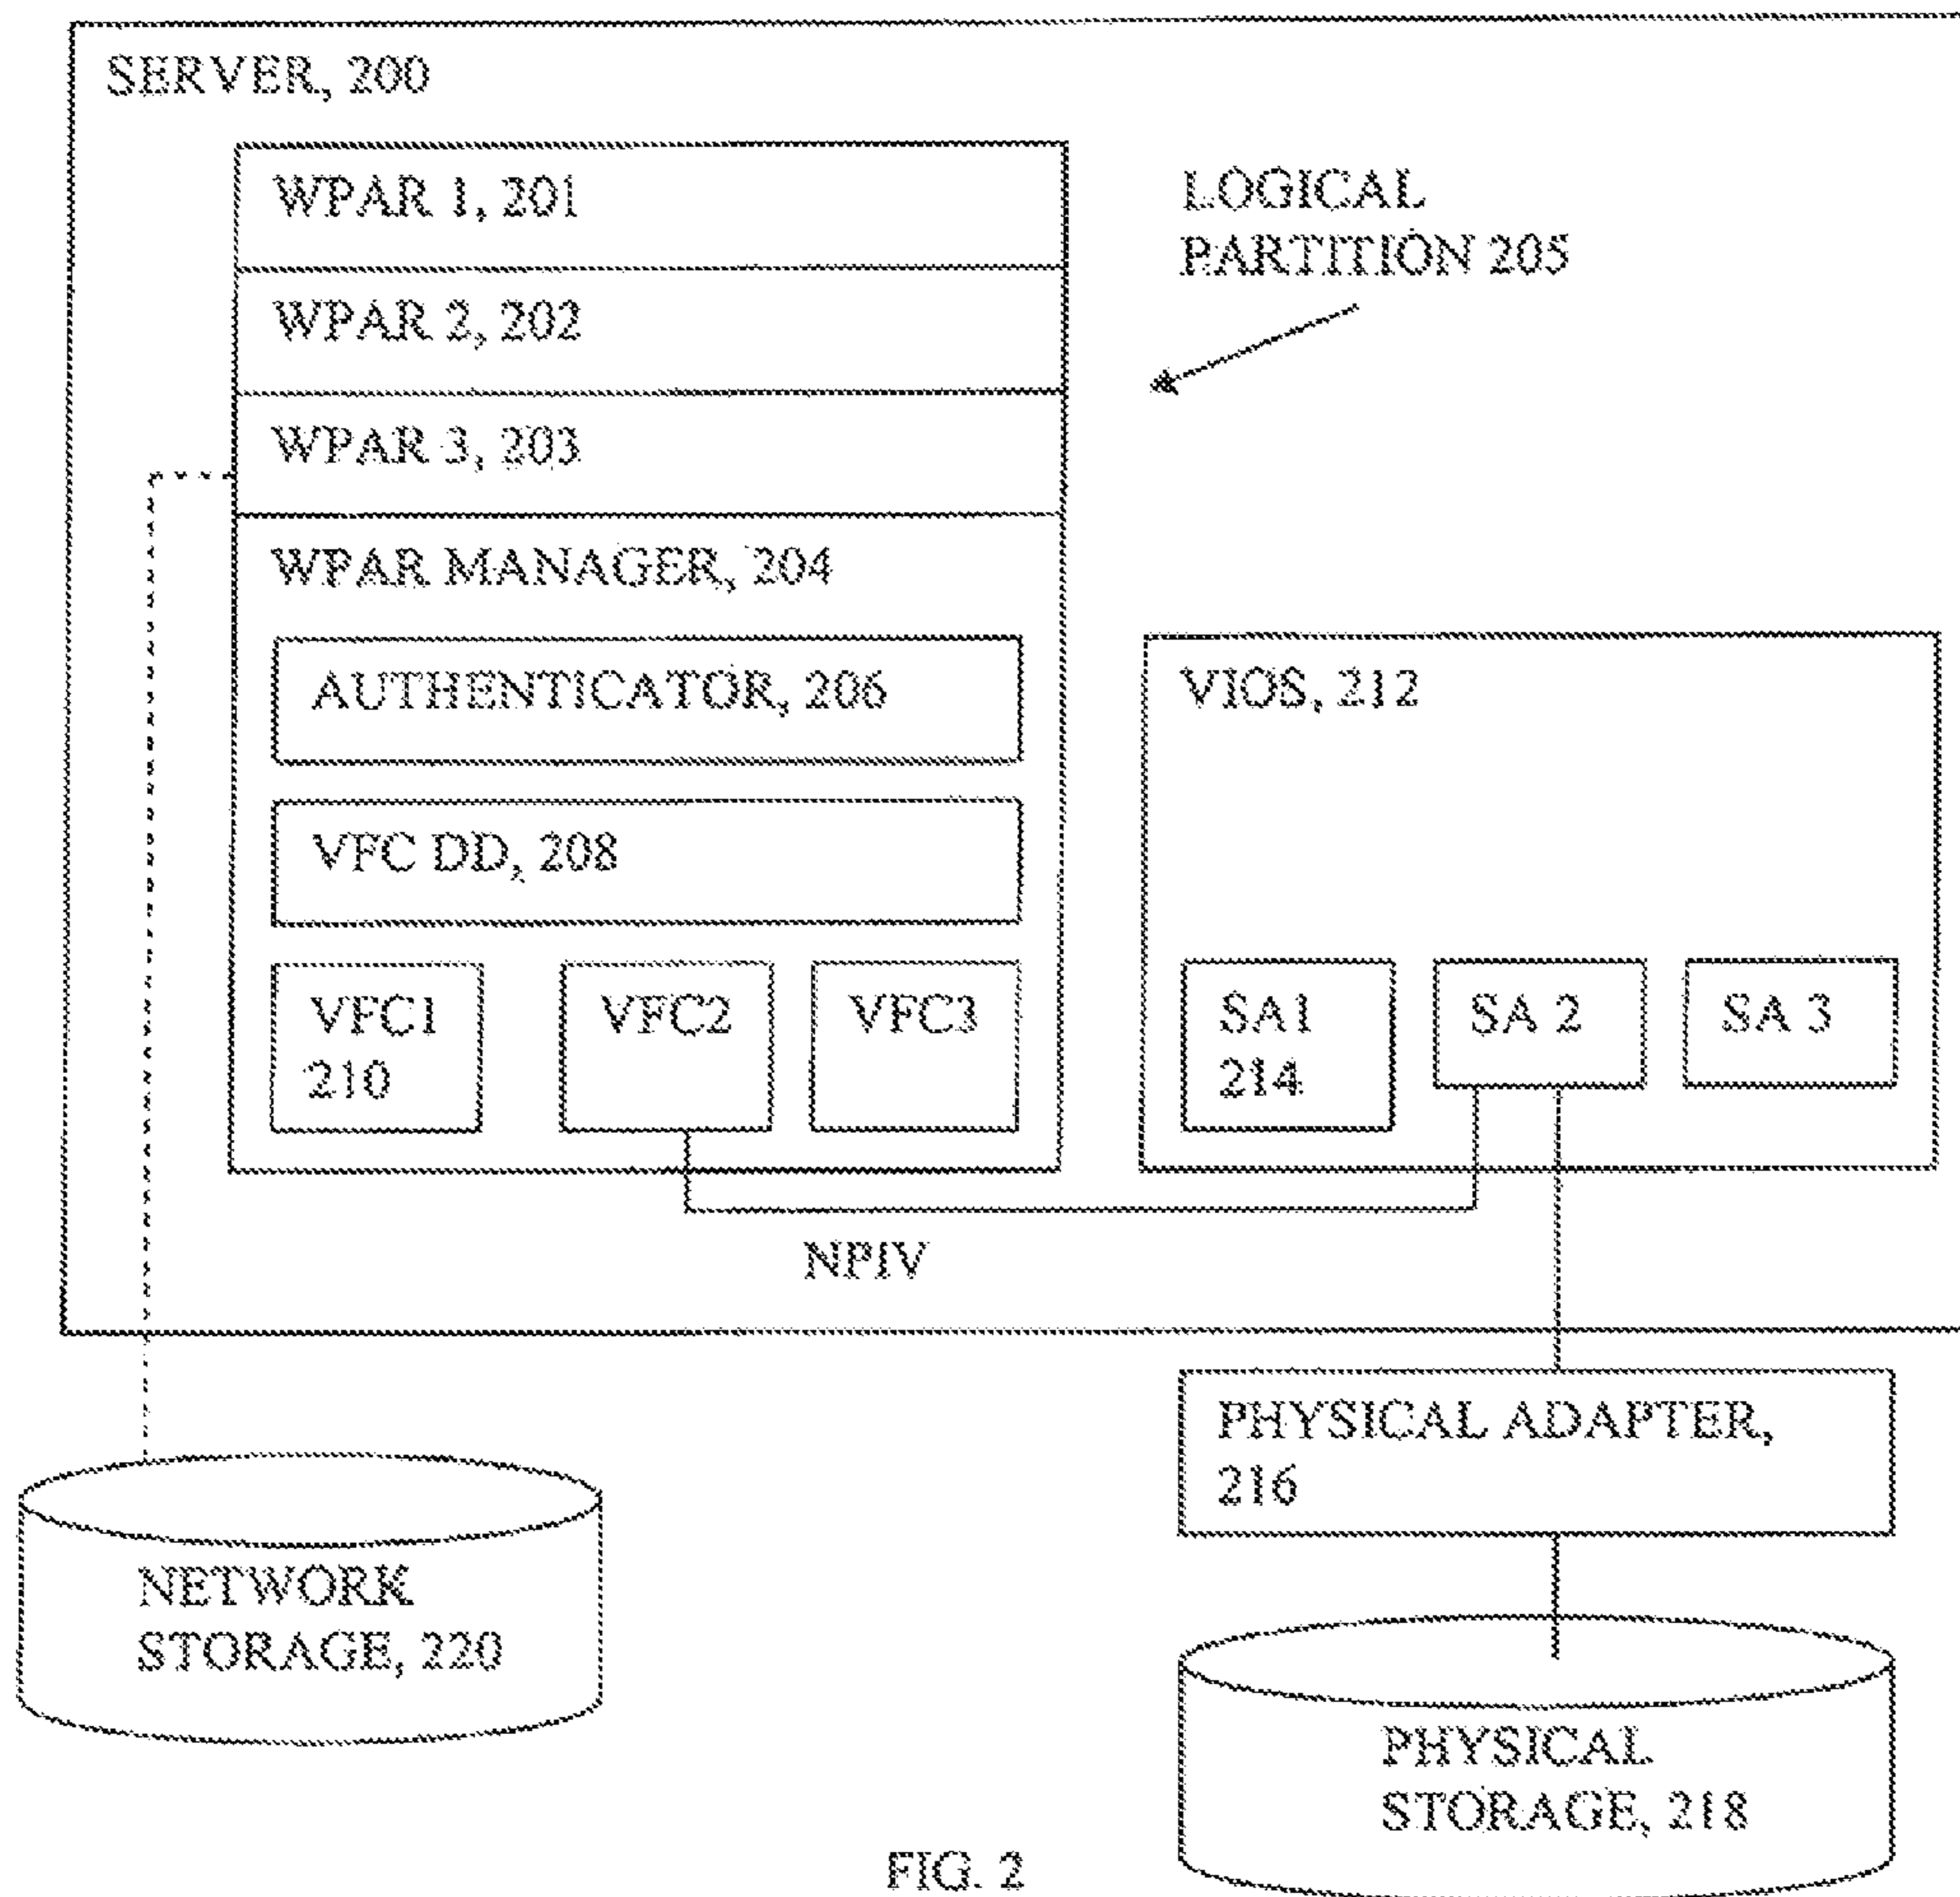 SERVER, 200
WPAR 1, 201
LOGICAL
PARTITION 205
WPAR 2, 202
WPAR 3, 203
WPAR MANAGER, 204
AUTHENTICATOR, 206
VIOS, 212
VFC DD, 208
VFC1
210
VFC2
VFC3
SA1
214
SA 2
SA 3
NPIV
PHYSICAL ADAPTER,
216
NETWORK
STORAGE, 220
PHYSICAL
STORAGE, 218
FIG. 2